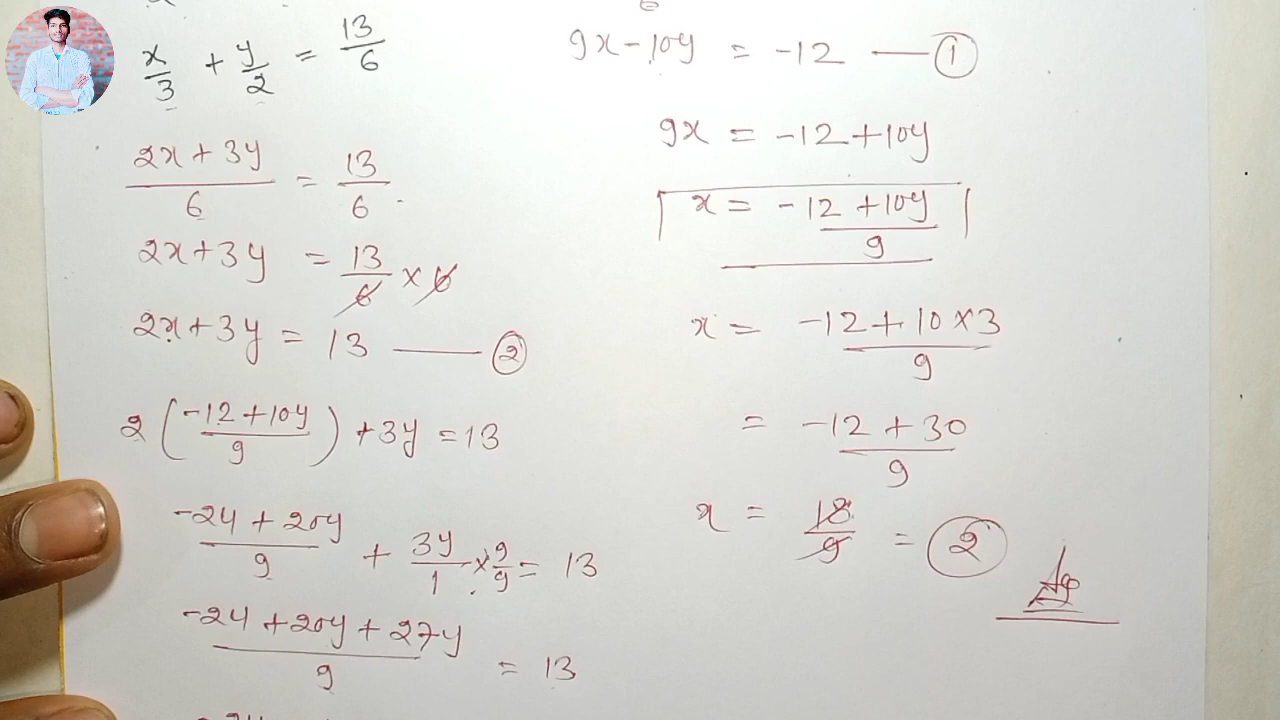 x/3 + y/2 = 13/6
(2x + 3y)/6 = 13/6
2x + 3y = 13/6 × 6
2x + 3y = 13 —— ②
2((-12 + 10y)/9) + 3y = 13
(-24 + 20y)/9 + 3y/1 × 9/9 = 13
(-24 + 20y + 27y)/9 = 13
9x - 10y = -12 —— ①
9x = -12 + 10y
x = (-12 + 10y)/9
x = (-12 + 10 × 3)/9
= (-12 + 30)/9
x = 18/9 = 2